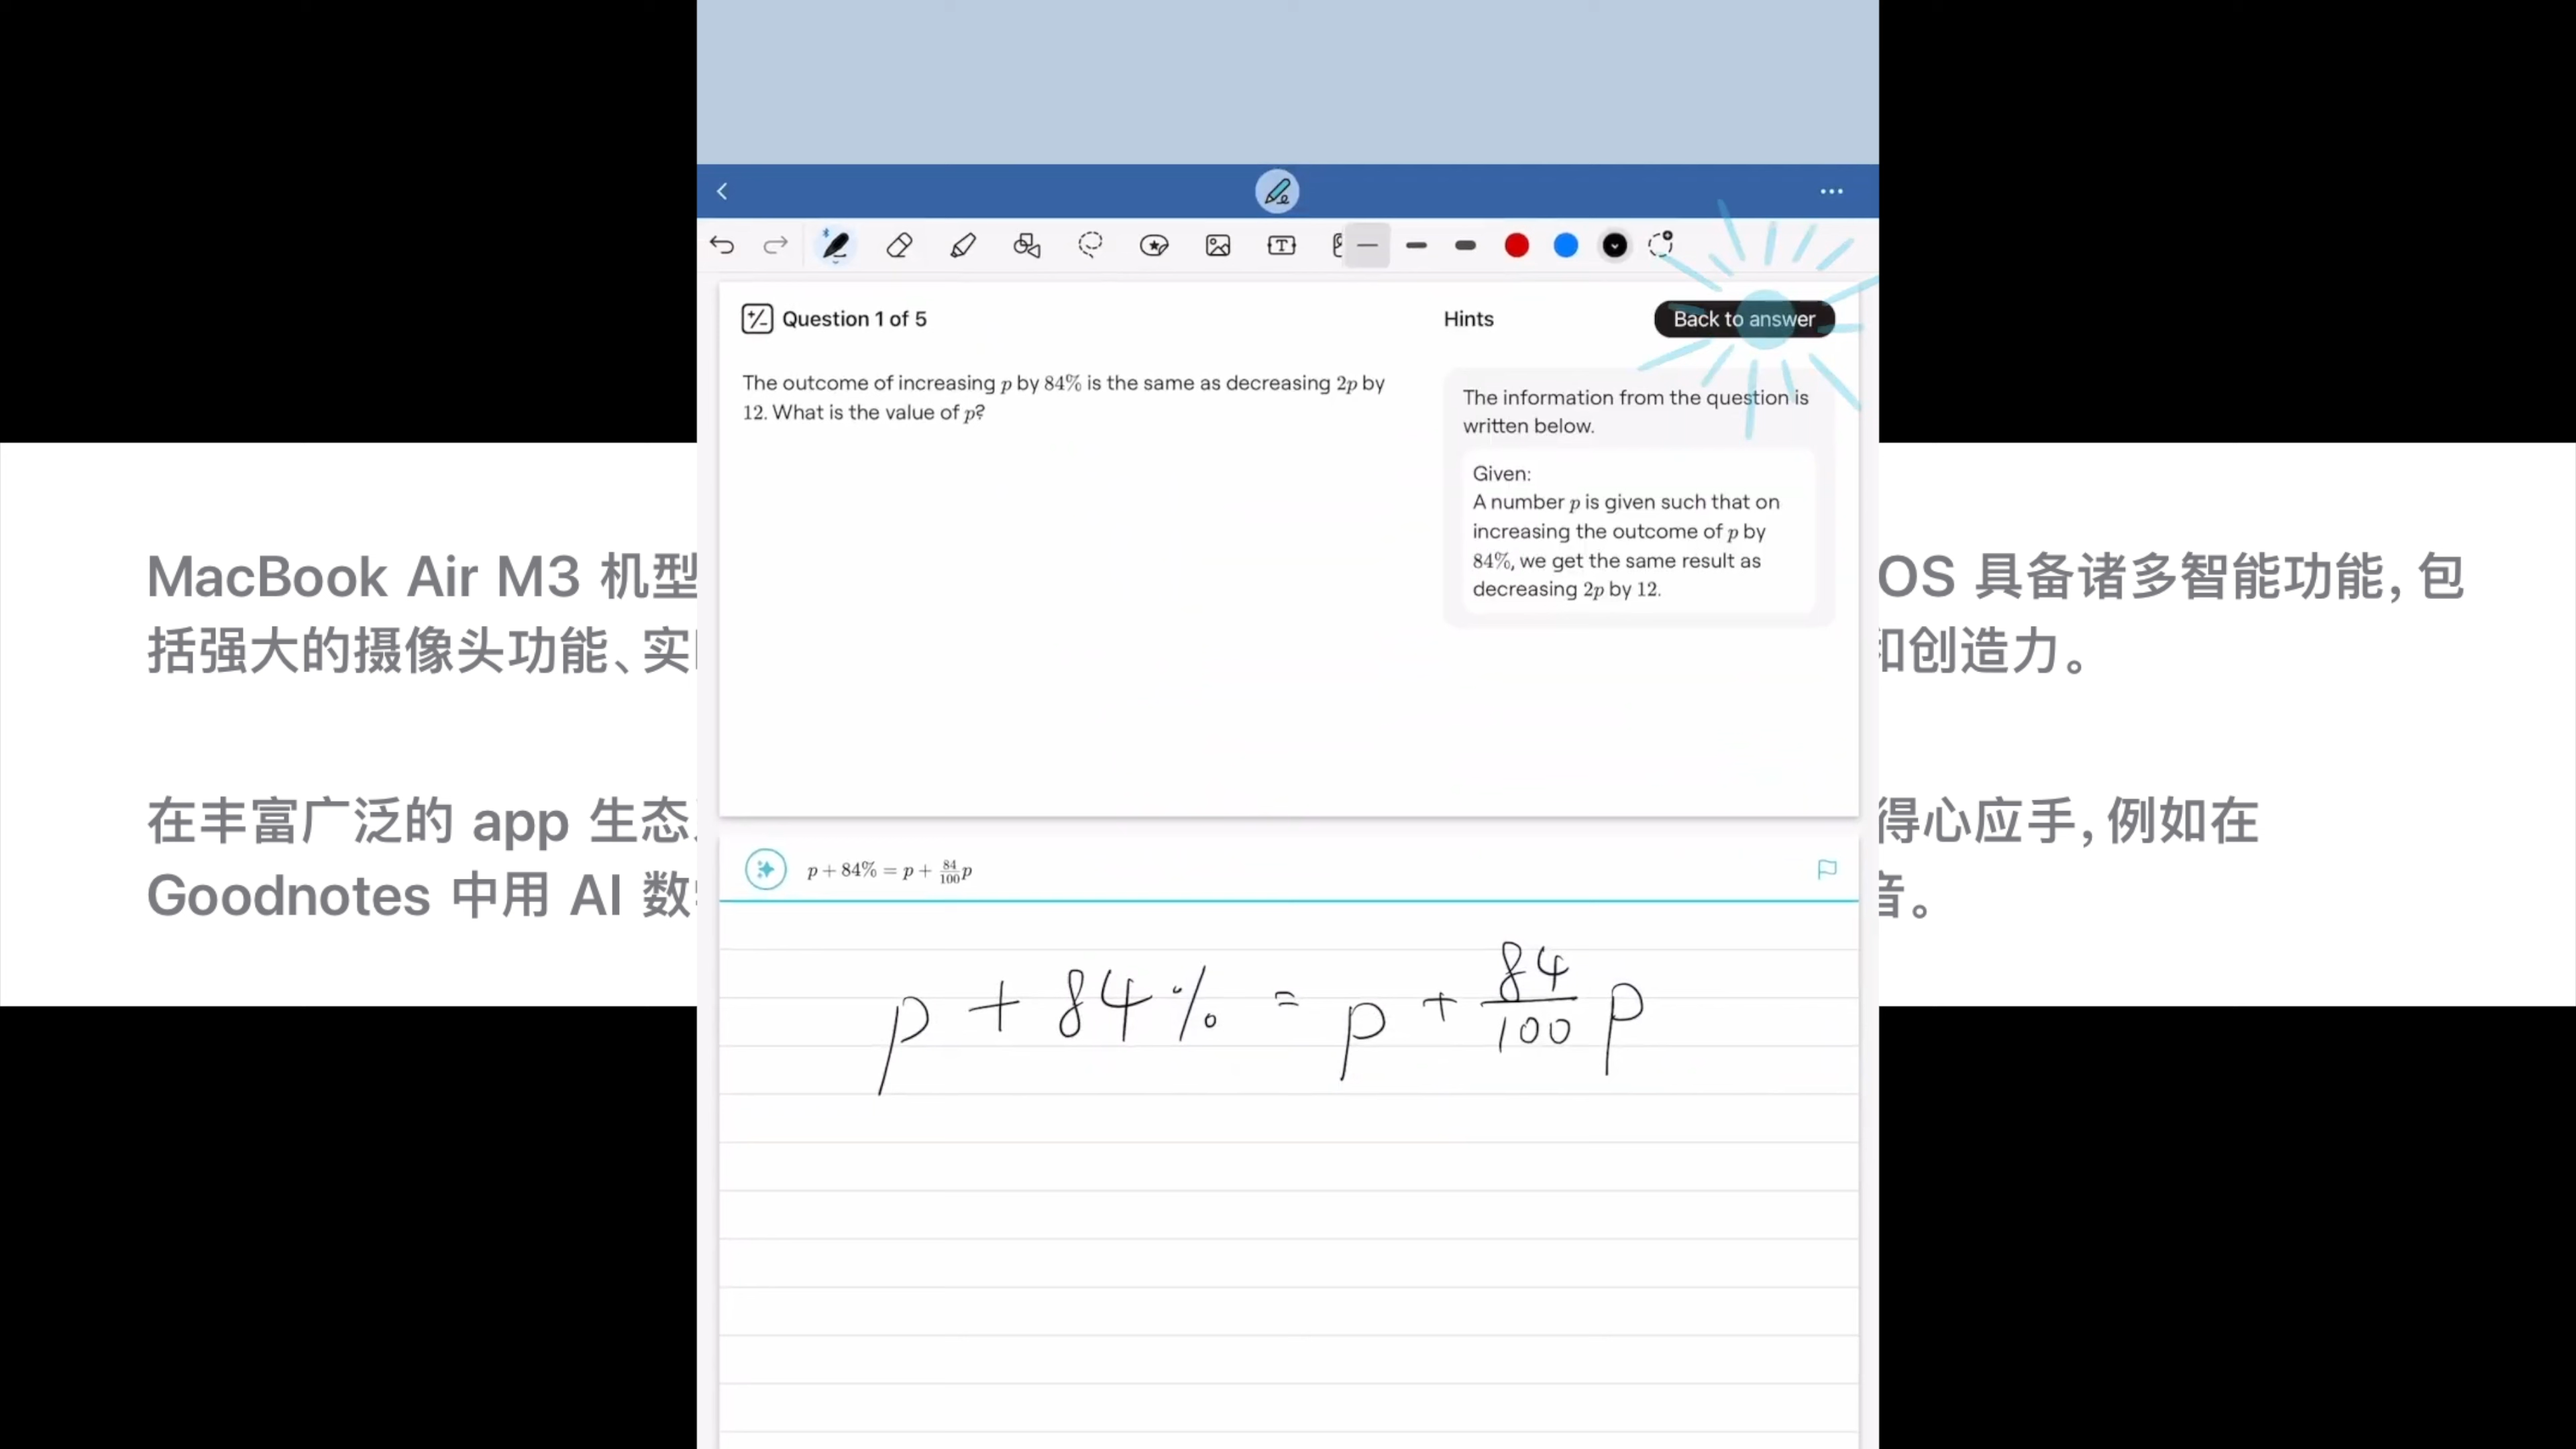 Question 1 of 5
Hints
Back to answer
The outcome of increasing p by 84% is the same as decreasing 2p by
12. What is the value of p?
The information from the question is
written below.
Given:
A number p is given such that on
increasing the outcome of p by
84%, we get the same result as
decreasing 2p by 12.
MacBook Air M3 机型
OS 具备诸多智能功能，包
括强大的摄像头功能、实
和创造力。
在丰富广泛的 app 生态
得心应手，例如在
Goodnotes 中用 AI 数
音。
p + 84% = p + 84/100 p
p + 84% = p + 84/100 p